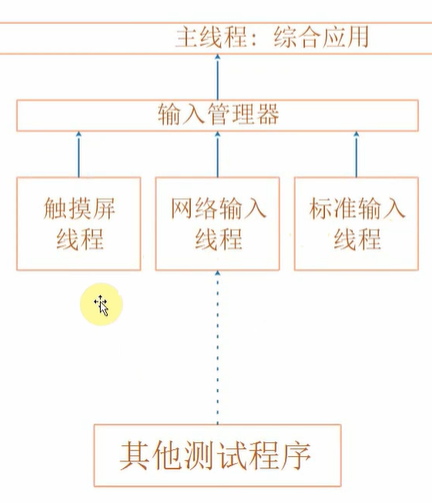 主线程：综合应用
输入管理器
触摸屏
线程
网络输入
线程
标准输入
线程
其他测试程序